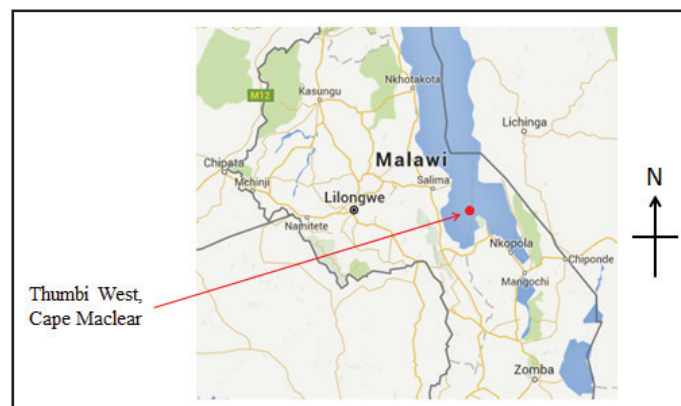 Nkhotakota
M12
Kasungu
Lichinga
Chipata
Malawi
Mchinji
Salima
Lilongwe
N
Namitete
Nkopola
Chiponde
Mangochi
Thumbi West,
Cape Maclear
Zomba